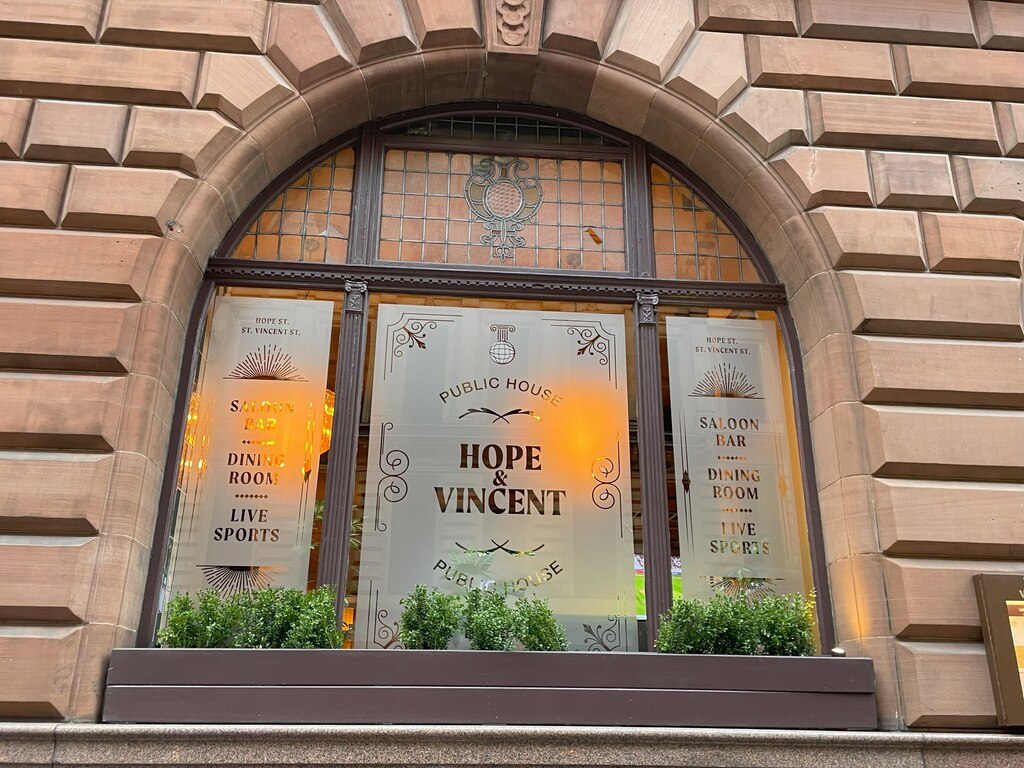 HOPE ST.
ST. VINCENT ST.
SALOON
BAR
DINING
ROOM
LIVE
SPORTS
PUBLIC HOUSE
HOPE
&
VINCENT
PUBLIC HOUSE
HOPE ST.
ST. VINCENT ST.
SALOON
BAR
DINING
ROOM
LIVE
SPORTS